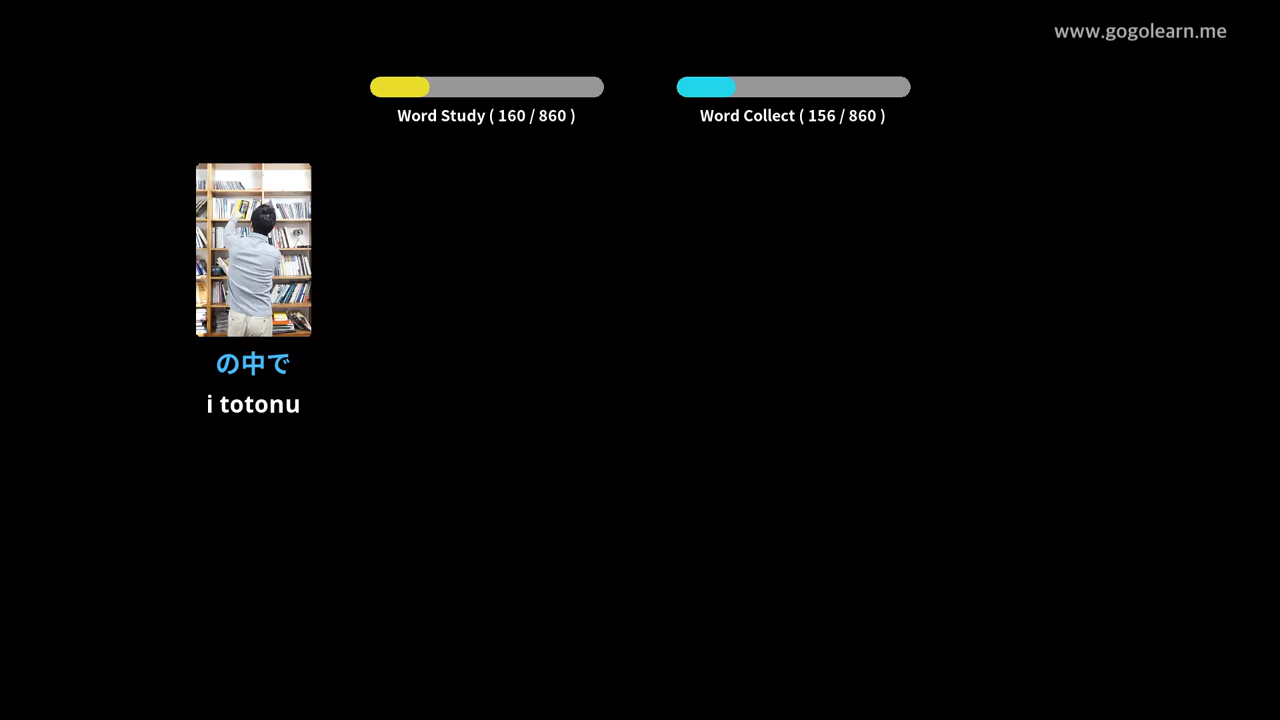 www.gogolearn.me
Word Study ( 160 / 860 )
Word Collect ( 156 / 860 )
の中で
i totonu